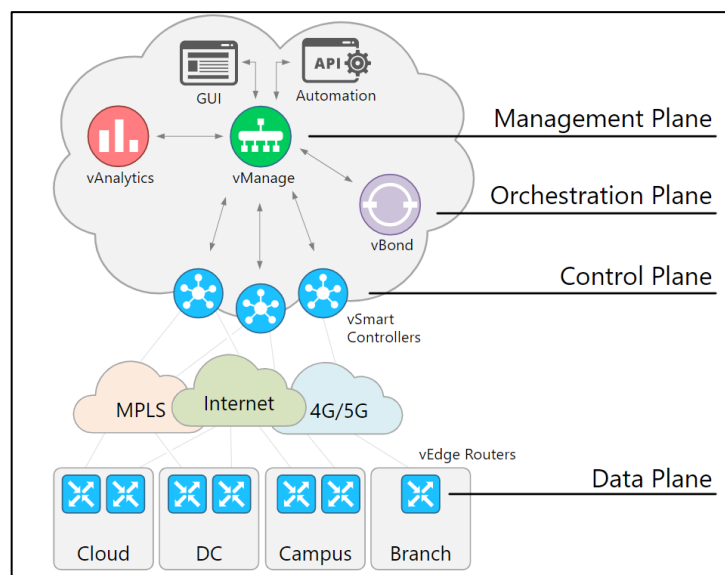 GUI
API
Automation
Management Plane
vAnalytics
vManage
Orchestration Plane
vBond
Control Plane
vSmart
Controllers
MPLS
Internet
4G/5G
vEdge Routers
Data Plane
Cloud
DC
Campus
Branch